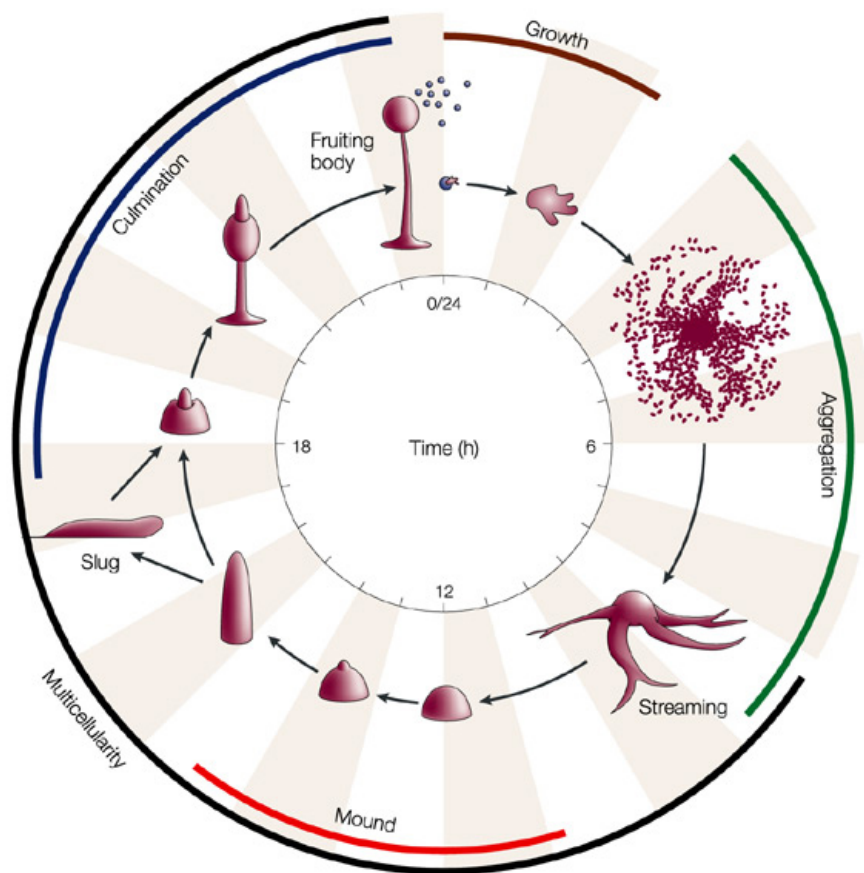 Growth
Fruiting
body
Culmination
0/24
Aggregation
18
Time (h)
6
Slug
12
Streaming
Multicellularity
Mound